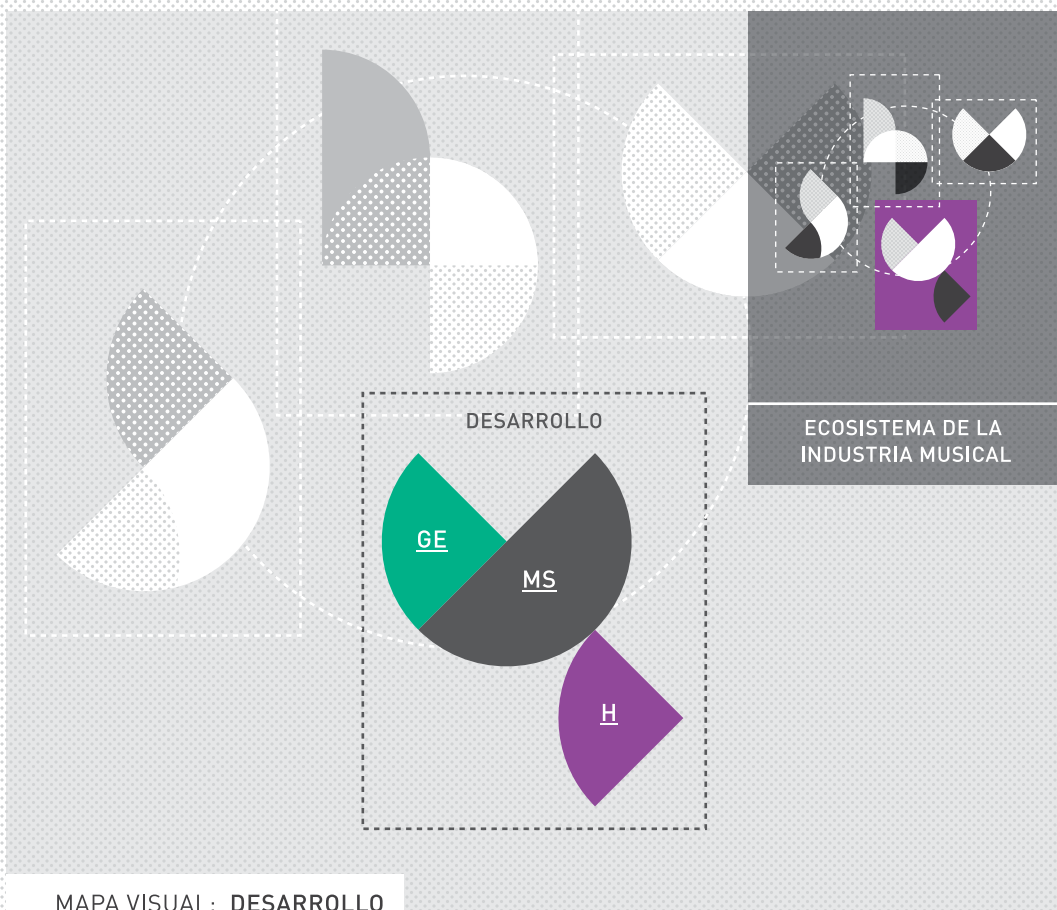 ECOSISTEMA DE LA
INDUSTRIA MUSICAL
DESARROLLO
GE
MS
H
MAPA VISUAL: DESARROLLO